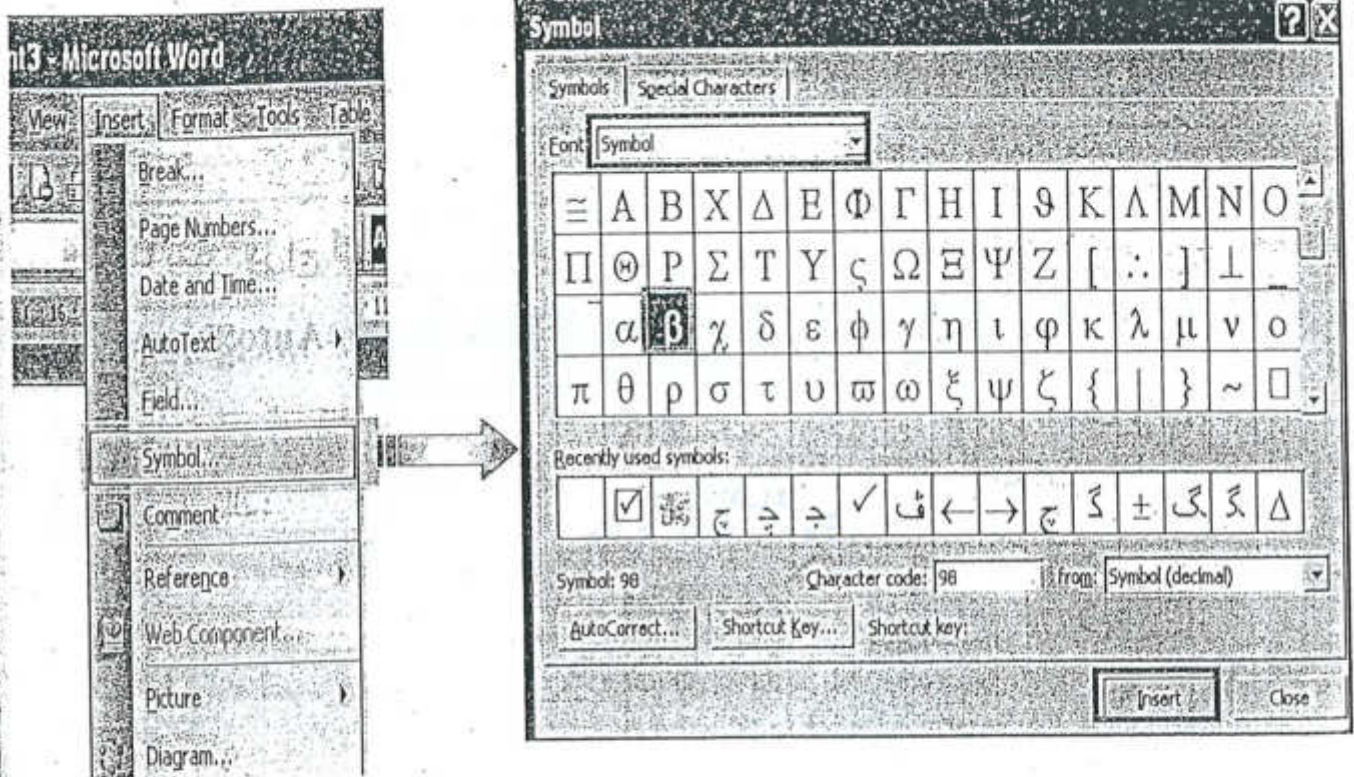 nt3 - Microsoft Word
View Insert Format Tools Table
Break...
Page Numbers...
Date and Time...
AutoText
Field...
Symbol...
Comment
Reference
Web Component...
Picture
Diagram...
Symbol
Symbols Special Characters
Font: Symbol
≅ Α Β Χ Δ Ε Φ Γ Η Ι ϑ Κ Λ Μ Ν Ο
Π Θ Ρ Σ Τ Υ ς Ω Ξ Ψ Ζ [ ∴ ] ⊥ _
‾ α β χ δ ε ϕ γ η ι φ κ λ μ ν ο
π θ ρ σ τ υ ϖ ω ξ ψ ζ { | } ~ □
Recently used symbols:
☑ چ ✓ ← → چ ± گ Δ
Symbol: 98 Character code: 98 from: Symbol (decimal)
AutoCorrect... Shortcut Key... Shortcut key:
Insert Close